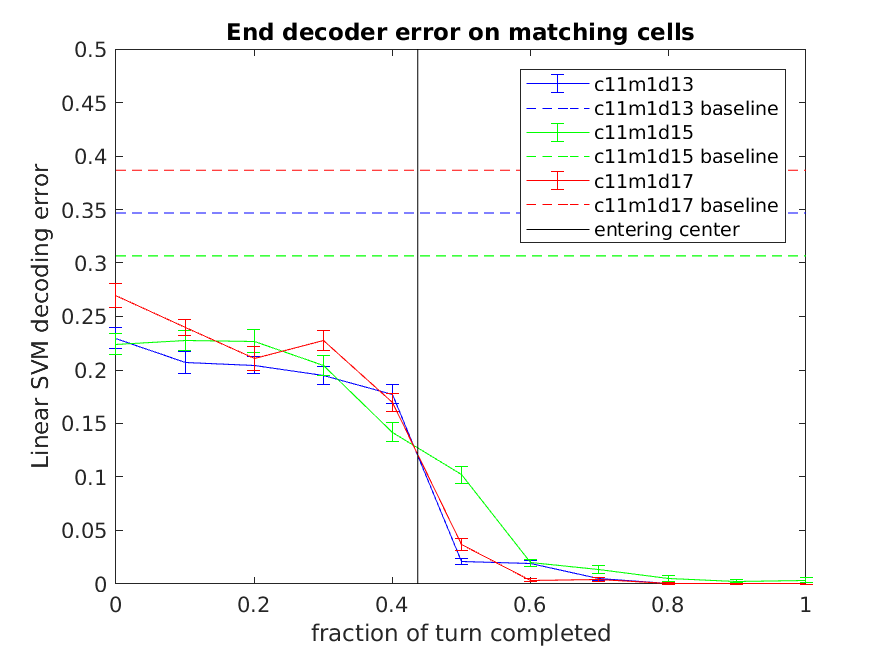 End decoder error on matching cells
0.5
0.45
0.4
0.35
0.3
0.25
0.2
0.15
0.1
0.05
0
Linear SVM decoding error
c11m1d13
c11m1d13 baseline
c11m1d15
c11m1d15 baseline
c11m1d17
c11m1d17 baseline
entering center
0 0.2 0.4 0.6 0.8 1
fraction of turn completed